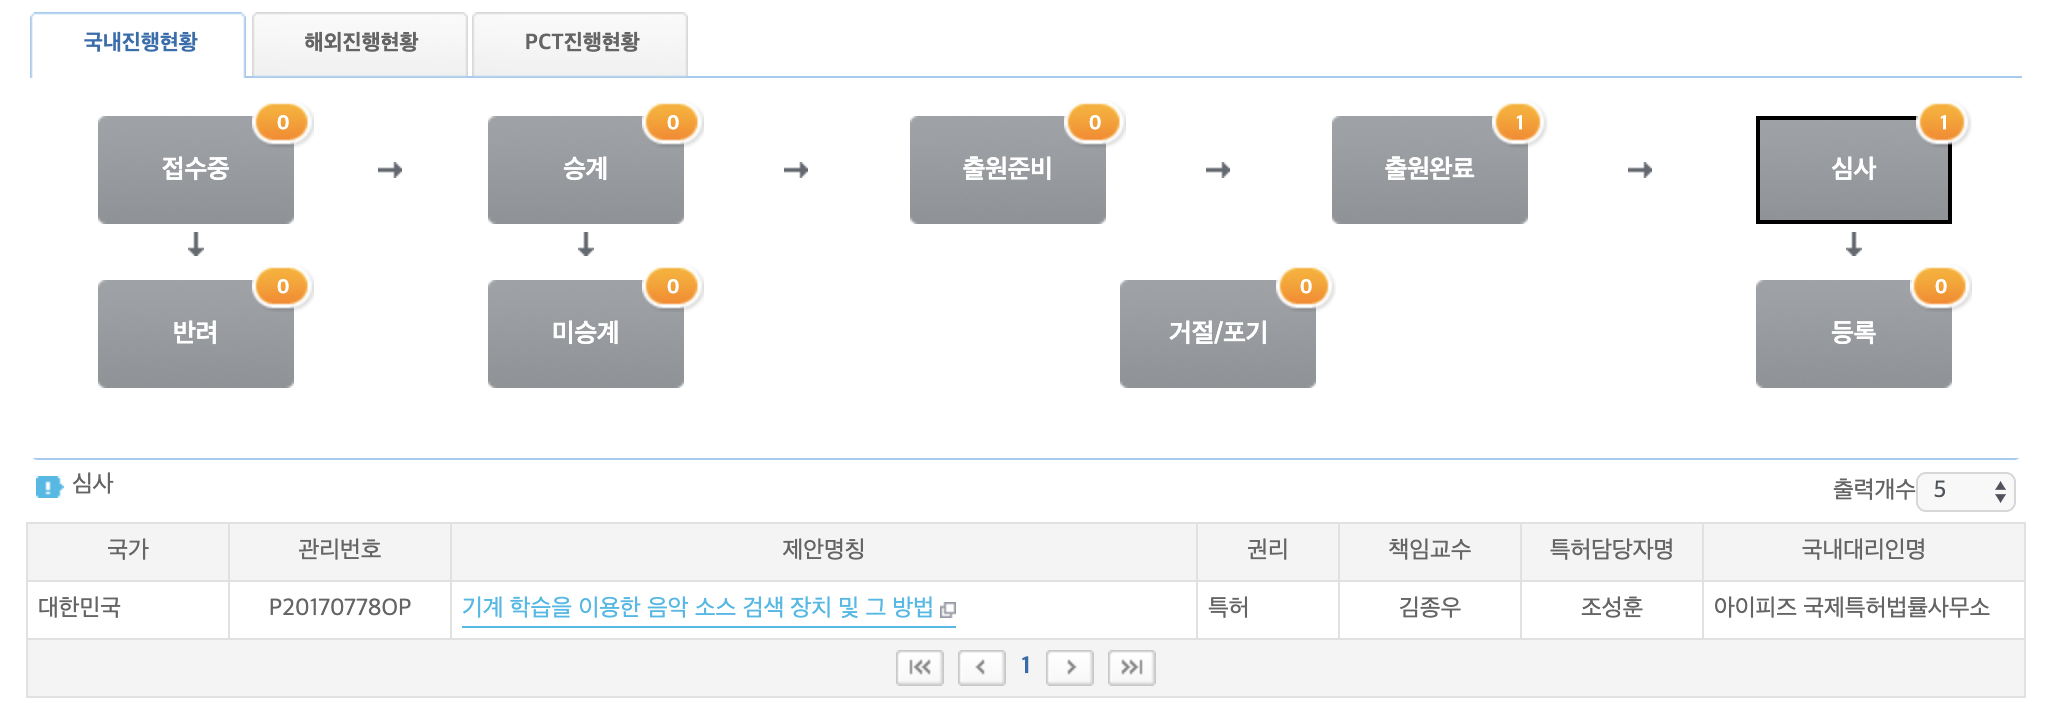 국내진행현황 해외진행현황 PCT진행현황
0 0 0 1 1
접수중 → 승계 → 출원준비 → 출원완료 → 심사
0 0 0 0
반려 미승계 거절/포기 등록
심사
출력개수 5
국가 관리번호 제안명칭 권리 책임교수 특허담당자명 국내대리인명
대한민국 P20170778OP 기계 학습을 이용한 음악 소스 검색 장치 및 그 방법 특허 김종우 조성훈 아이피즈 국제특허법률사무소
1